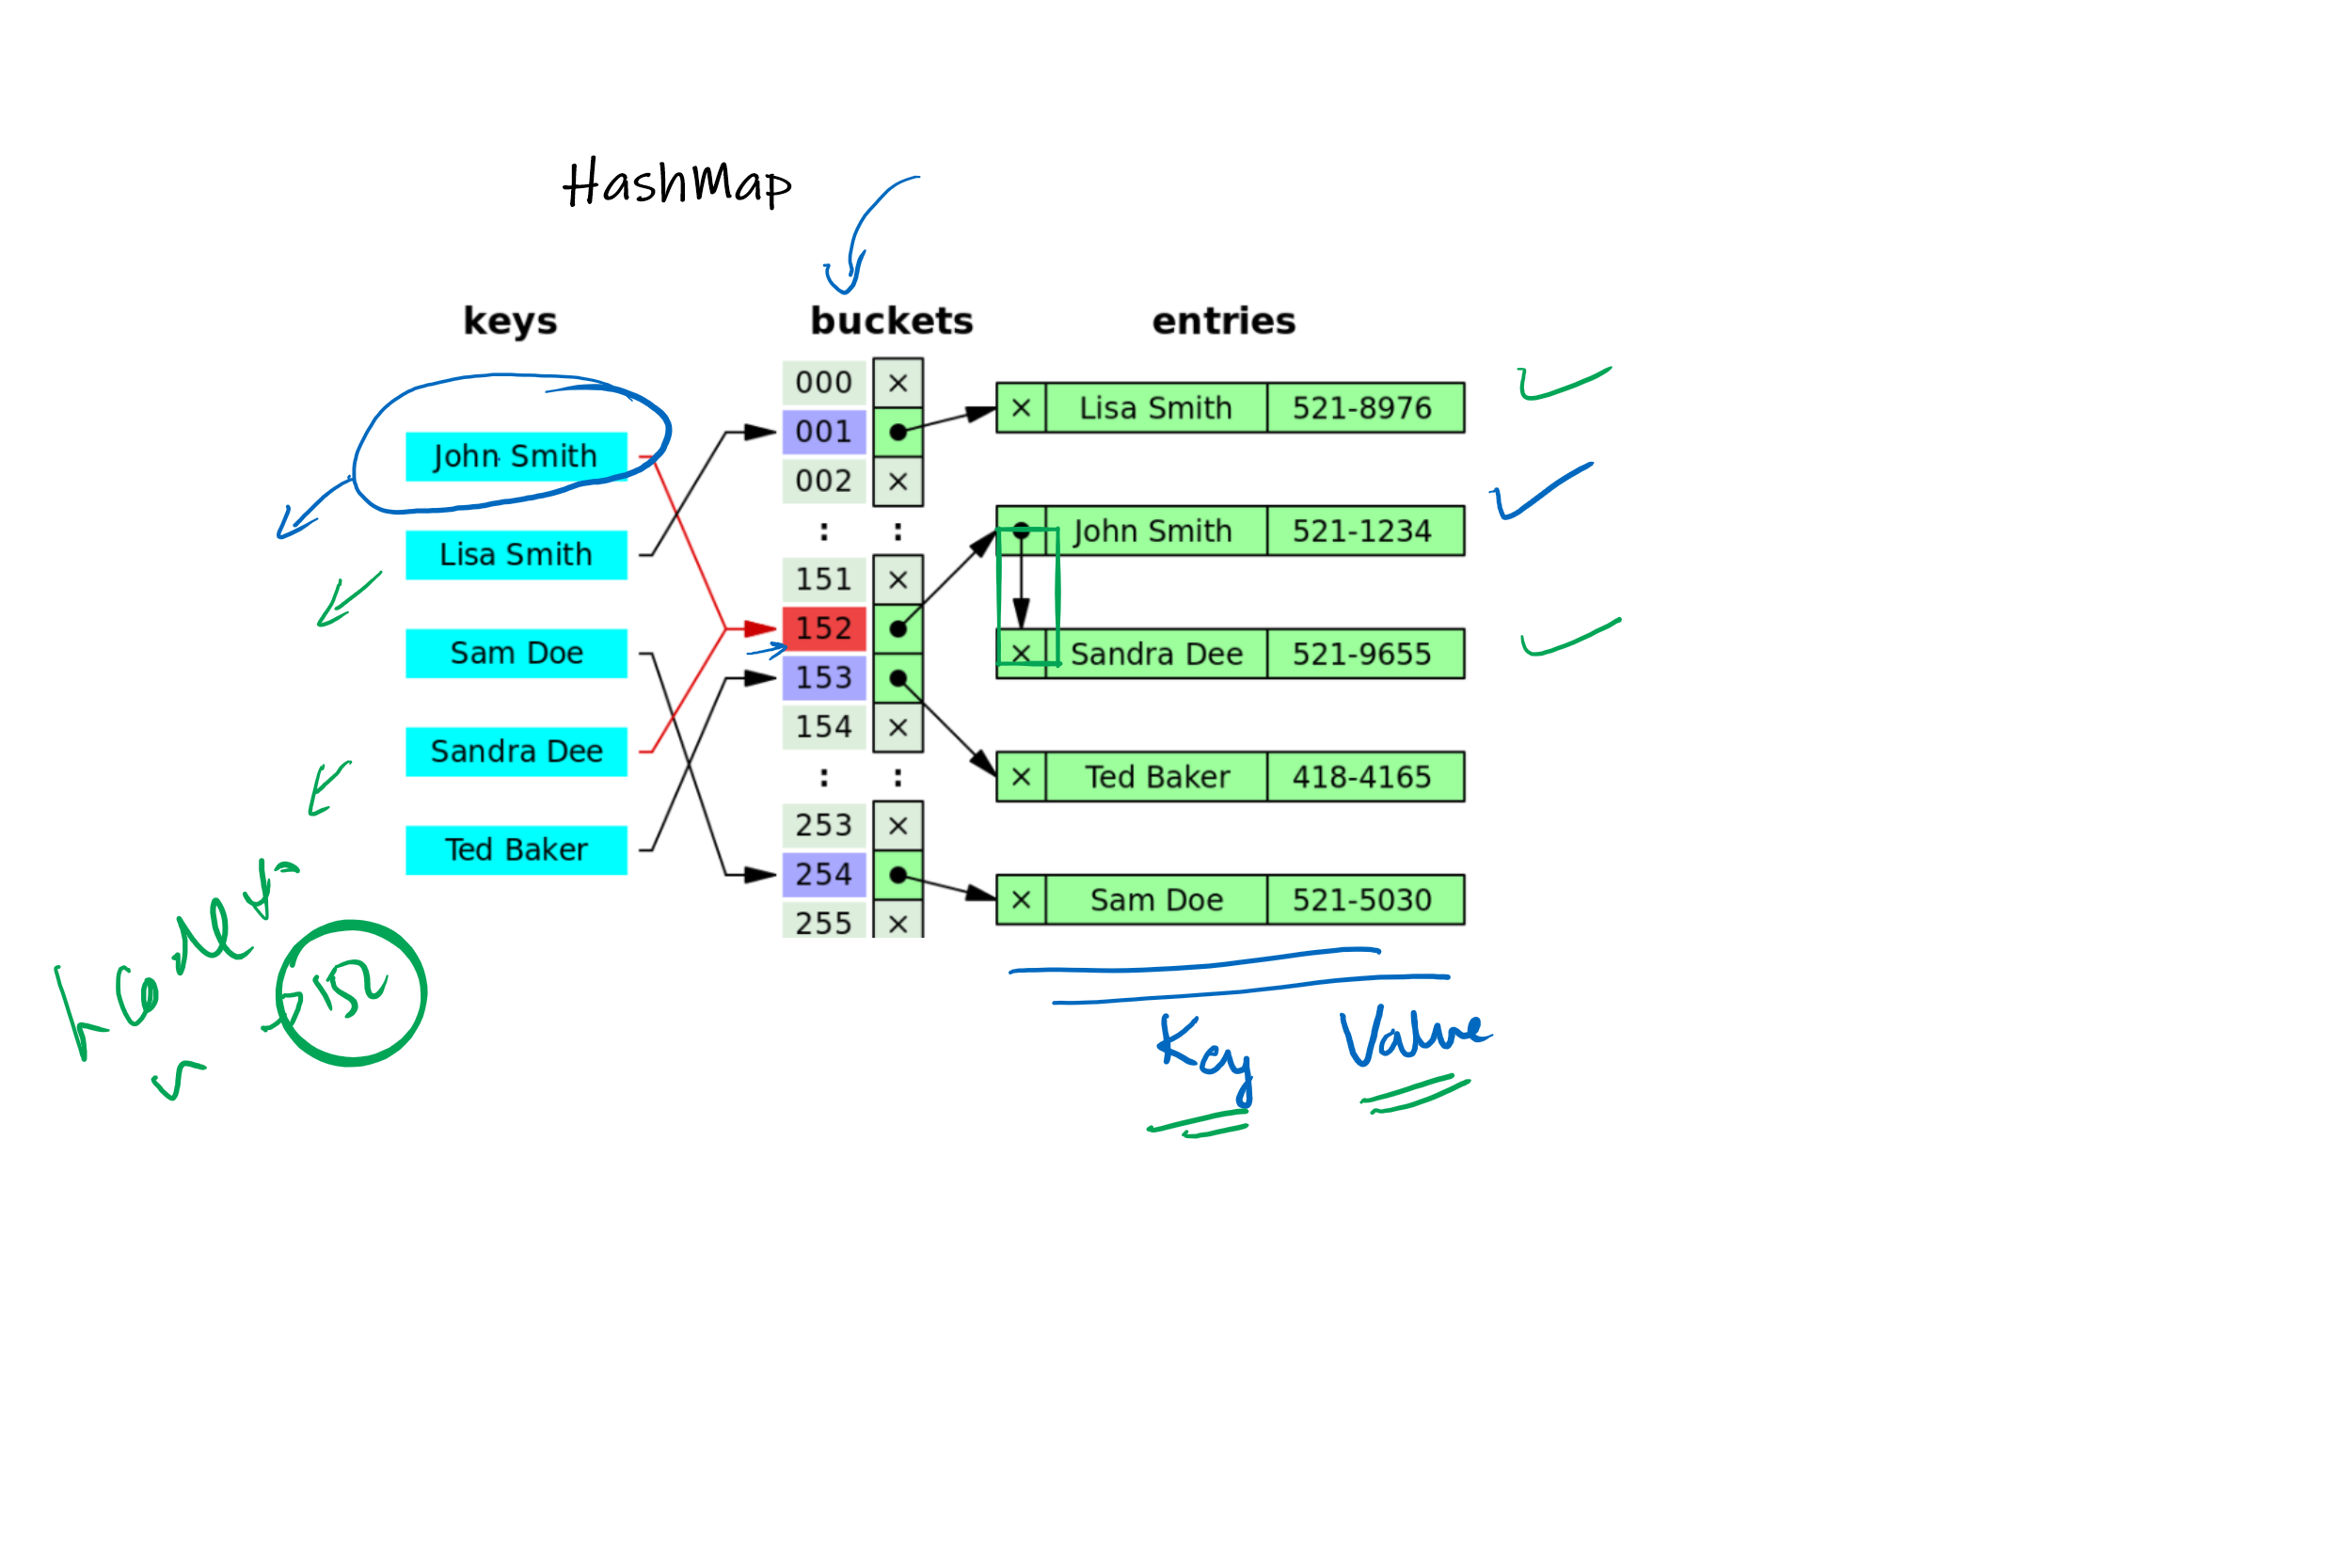 HashMap
keys buckets entries
000 ×
Lisa Smith 521-8976 ×
001
John Smith
002 ×
John Smith 521-1234
: :
Lisa Smith
151 ×
152
Sam Doe
× Sandra Dee 521-9655
153
154 ×
Sandra Dee
× Ted Baker 418-4165
: :
253 ×
Ted Baker
254
× Sam Doe 521-5030
255 ×
152
Key Value